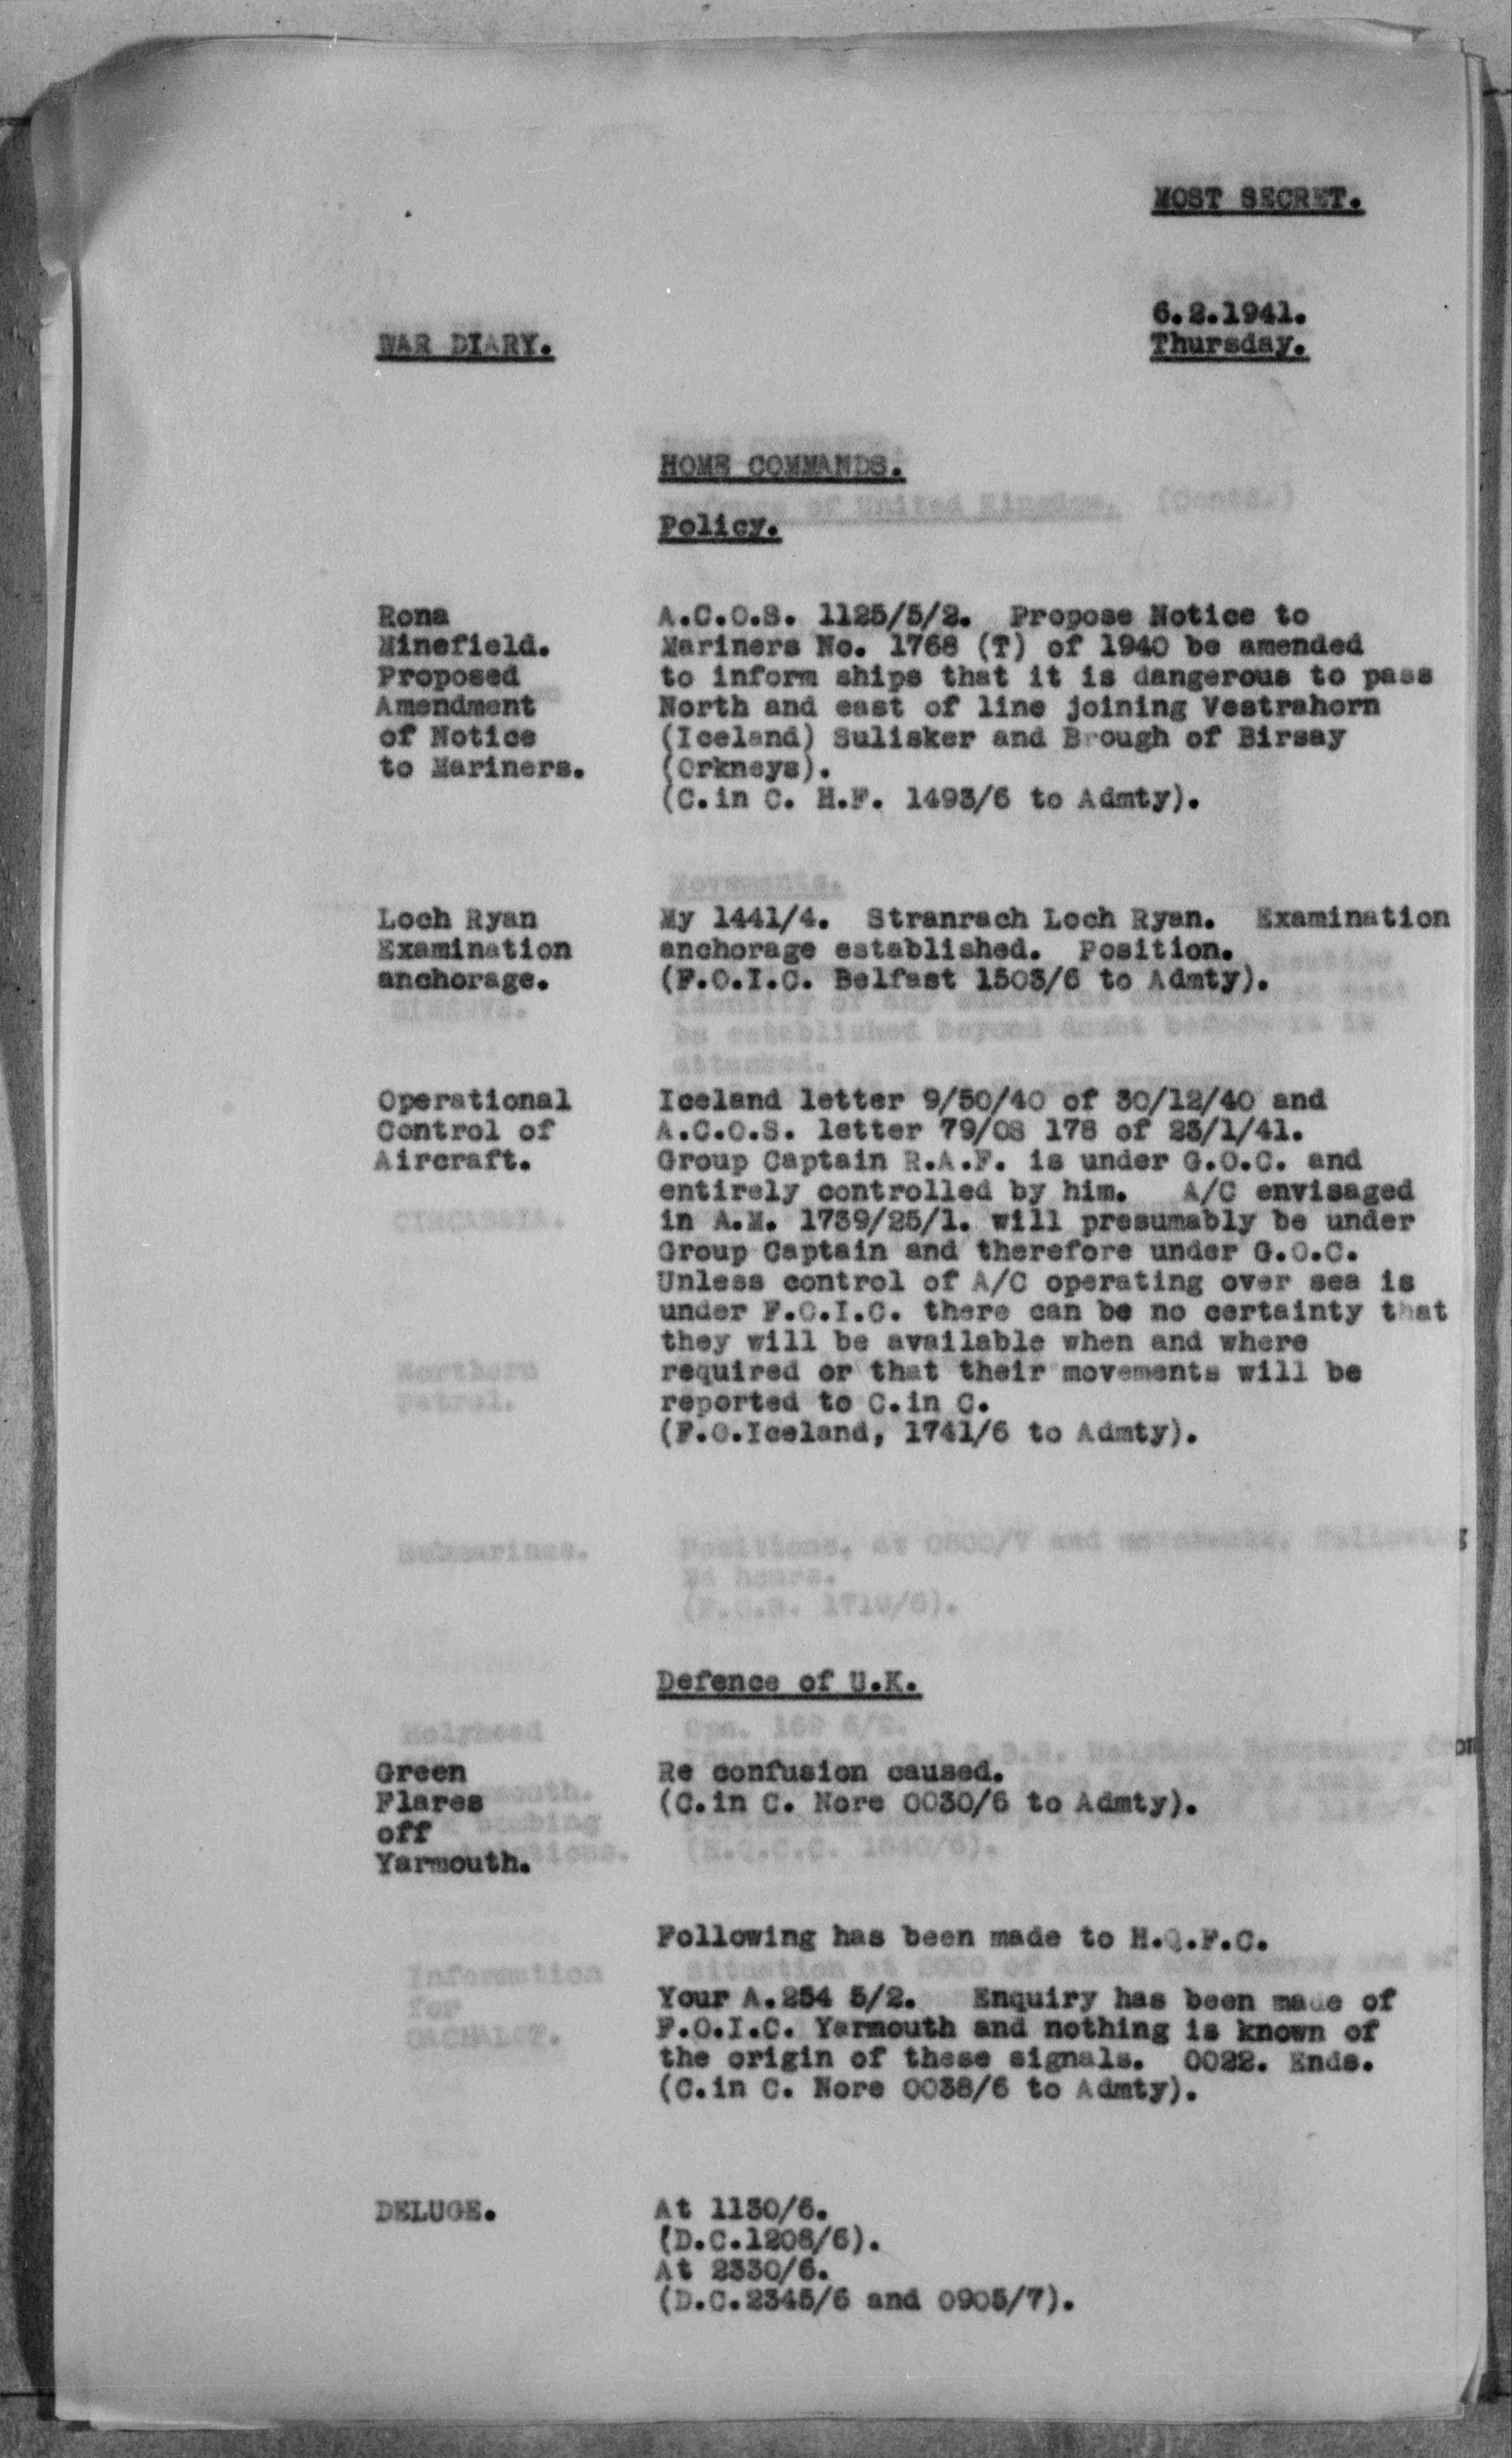 MOST SECRET.
6.2.1941.
WAR DIARY.
Thursday.
HOME COMMANDS.
Policy.
Rona
Minefield.
Proposed
Amendment
of Notice
to Mariners.
A.C.O.S. 1125/5/2. Propose Notice to
Mariners No. 1768 (T) of 1940 be amended
to inform ships that it is dangerous to pass
North and east of line joining Vestrahorn
(Iceland) Sulisker and Brough of Birsay
(Orkneys).
(C.in C. H.F. 1493/6 to Admty).
Loch Ryan
Examination
anchorage.
My 1441/4. Stranrach Loch Ryan. Examination
anchorage established. Position.
(F.O.I.C. Belfast 1503/6 to Admty).
Operational
Control of
Aircraft.
Iceland letter 9/50/40 of 30/12/40 and
A.C.O.S. letter 79/08 178 of 23/1/41.
Group Captain R.A.F. is under G.O.C. and
entirely controlled by him. A/C envisaged
in A.M. 1739/25/1. will presumably be under
Group Captain and therefore under G.O.C.
Unless control of A/C operating over sea is
under F.O.I.C. there can be no certainty that
they will be available when and where
required or that their movements will be
reported to C.in C.
(F.O.Iceland, 1741/6 to Admty).
Defence of U.K.
Green
Flares
off
Yarmouth.
Re confusion caused.
(C.in C. Nore 0030/6 to Admty).
Following has been made to H.Q.F.C.
Your A.254 5/2. Enquiry has been made of
F.O.I.C. Yarmouth and nothing is known of
the origin of these signals. 0022. Ends.
(C.in C. Nore 0038/6 to Admty).
DELUGE.
At 1130/6.
(D.C.1208/6).
At 2330/6.
(D.C.2345/6 and 0905/7).